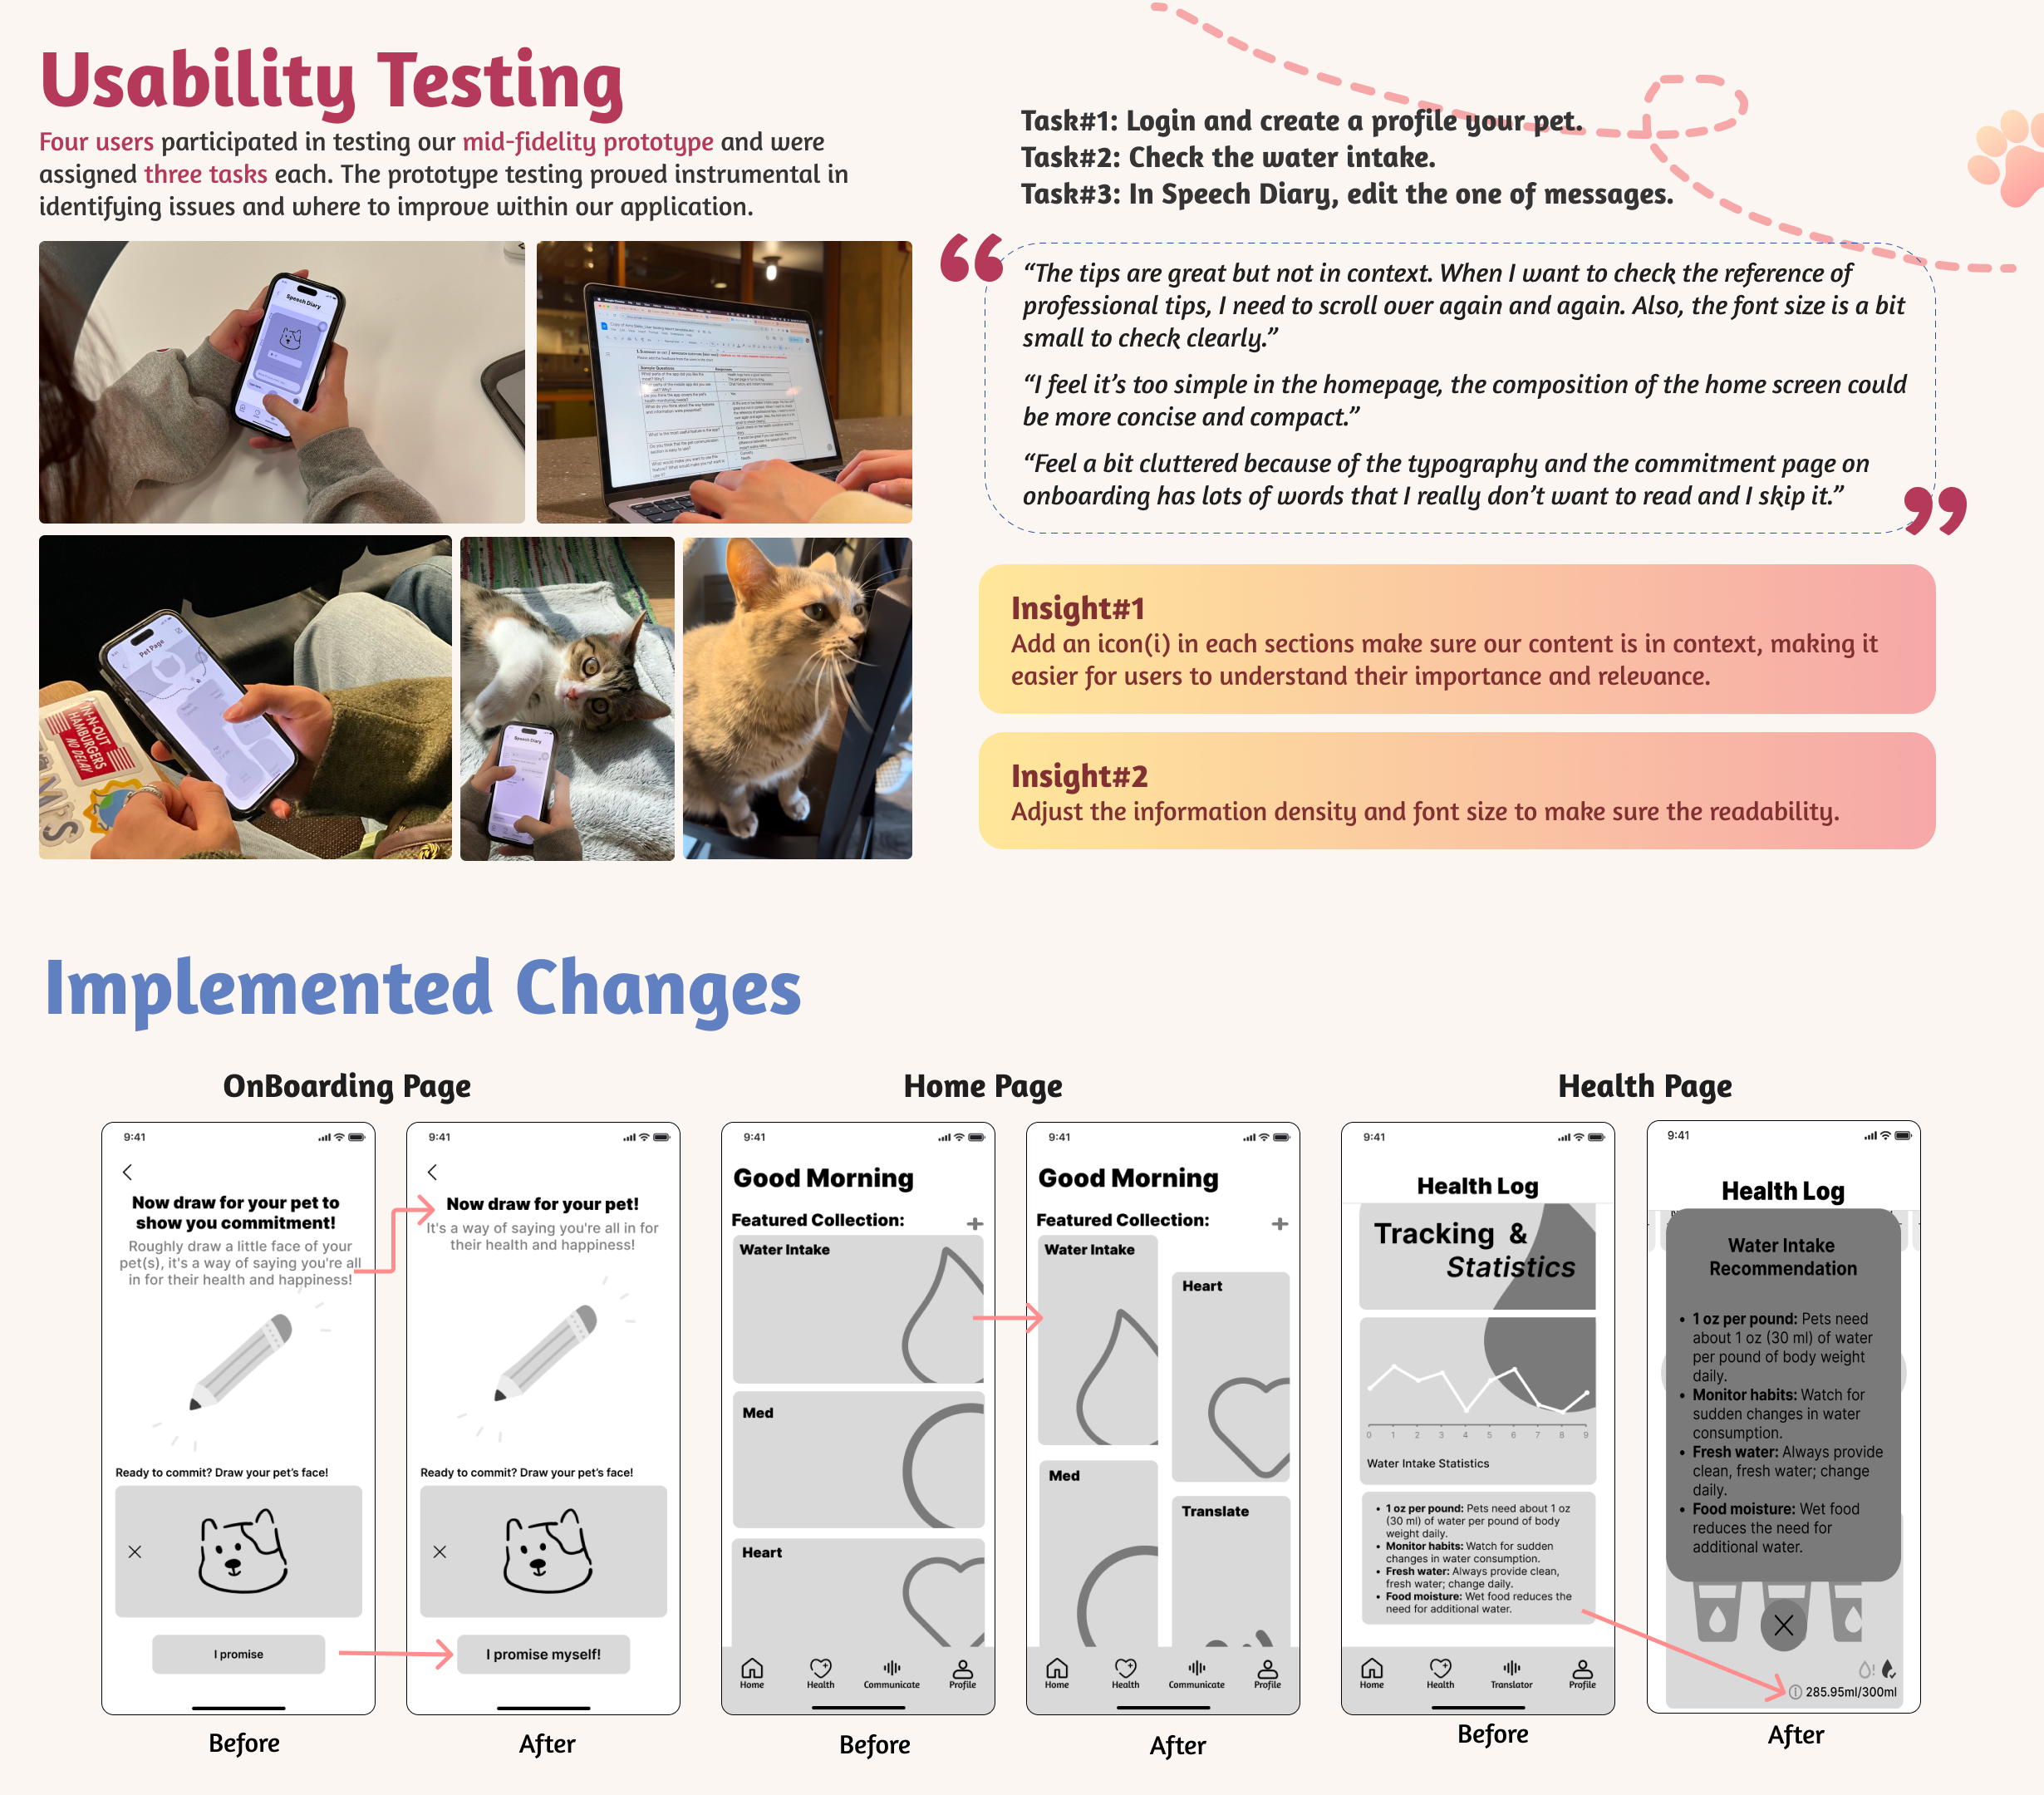 Usability Testing
Four users participated in testing our mid-fidelity prototype and were
assigned three tasks each. The prototype testing proved instrumental in
identifying issues and where to improve within our application.
Task#1: Login and create a profile your pet.
Task#2: Check the water intake.
Task#3: In Speech Diary, edit the one of messages.
Speech Diary
IN-N-OUT
HAMBURGERS
NO DELAY
Pet Page
Speech Diary
“The tips are great but not in context. When I want to check the reference of
professional tips, I need to scroll over again and again. Also, the font size is a bit
small to check clearly.”
“I feel it’s too simple in the homepage, the composition of the home screen could
be more concise and compact.”
“Feel a bit cluttered because of the typography and the commitment page on
onboarding has lots of words that I really don’t want to read and I skip it.”
Insight#1
Add an icon(i) in each sections make sure our content is in context, making it
easier for users to understand their importance and relevance.
Insight#2
Adjust the information density and font size to make sure the readability.
Implemented Changes
OnBoarding Page
9:41
Now draw for your pet to
show you commitment!
Roughly draw a little face of your
pet(s), it's a way of saying you're all
in for their health and happiness!
Ready to commit? Draw your pet’s face!
I promise
Before
9:41
Now draw for your pet!
It's a way of saying you're all in for
their health and happiness!
Ready to commit? Draw your pet’s face!
I promise myself!
After
Home Page
9:41
Good Morning
Featured Collection:
Water Intake
Med
Heart
Home Health Communicate Profile
Before
9:41
Good Morning
Featured Collection:
Water Intake
Heart
Med
Translate
Home Health Communicate Profile
After
Health Page
9:41
Health Log
Tracking &
Statistics
0 1 2 3 4 5 6 7 8 9
Water Intake Statistics
• 1 oz per pound: Pets need about 1 oz
(30 ml) of water per pound of body
weight daily.
• Monitor habits: Watch for sudden
changes in water consumption.
• Fresh water: Always provide clean,
fresh water; change daily.
• Food moisture: Wet food reduces the
need for additional water.
Home Health Translator Profile
Before
9:41
Health Log
Water Intake
Recommendation
• 1 oz per pound: Pets need
about 1 oz (30 ml) of water
per pound of body weight
daily.
• Monitor habits: Watch for
sudden changes in water
consumption.
• Fresh water: Always provide
clean, fresh water; change
daily.
• Food moisture: Wet food
reduces the need for
additional water.
285.95ml/300ml
After